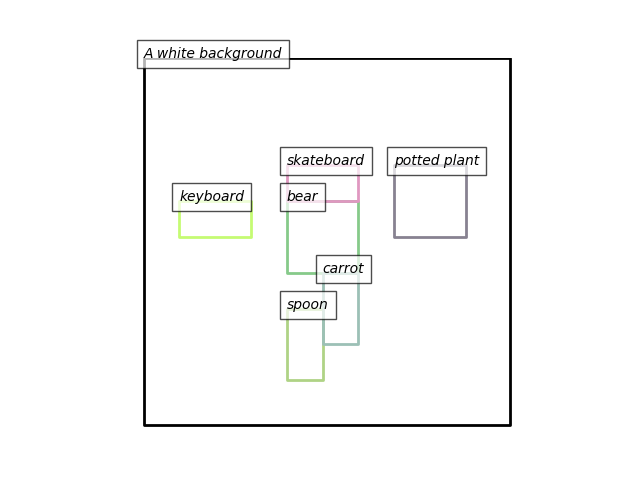 A white background
skateboard
potted plant
keyboard
bear
carrot
spoon